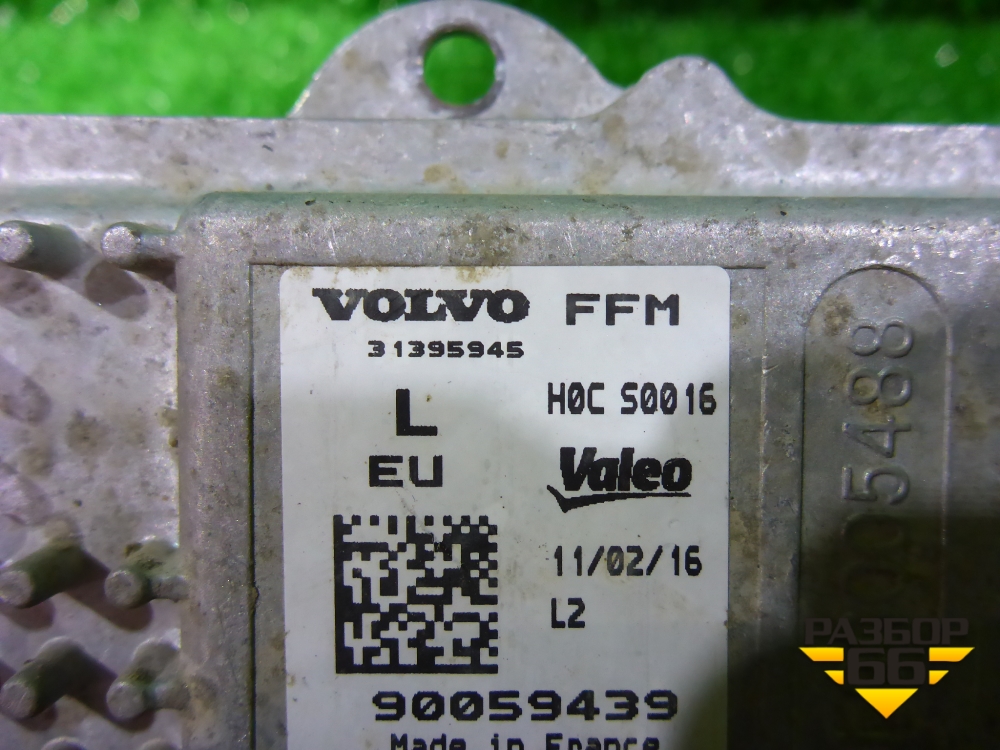 VOLVO FFM
31395945
L H0C S0016
EU Valeo
11/02/16
L2
90059439
Made in France
5488
РАЗБОР
66